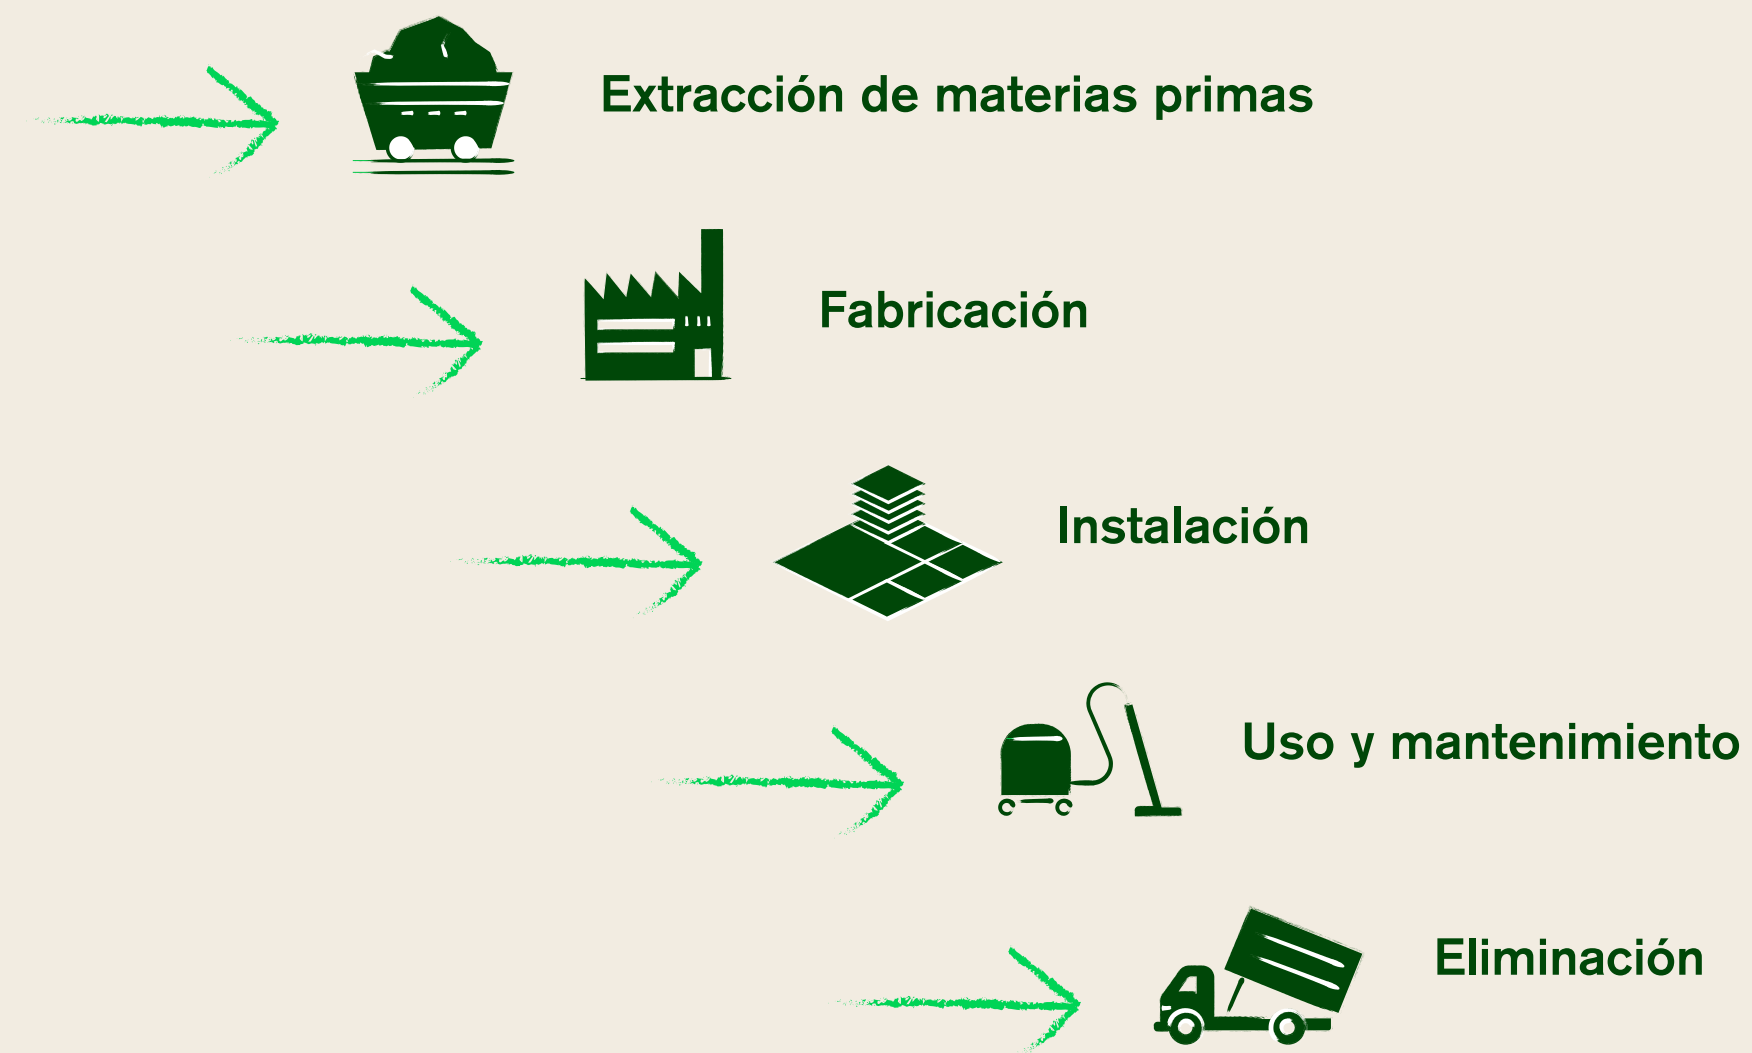 Extracción de materias primas
Fabricación
Instalación
Uso y mantenimiento
Eliminación